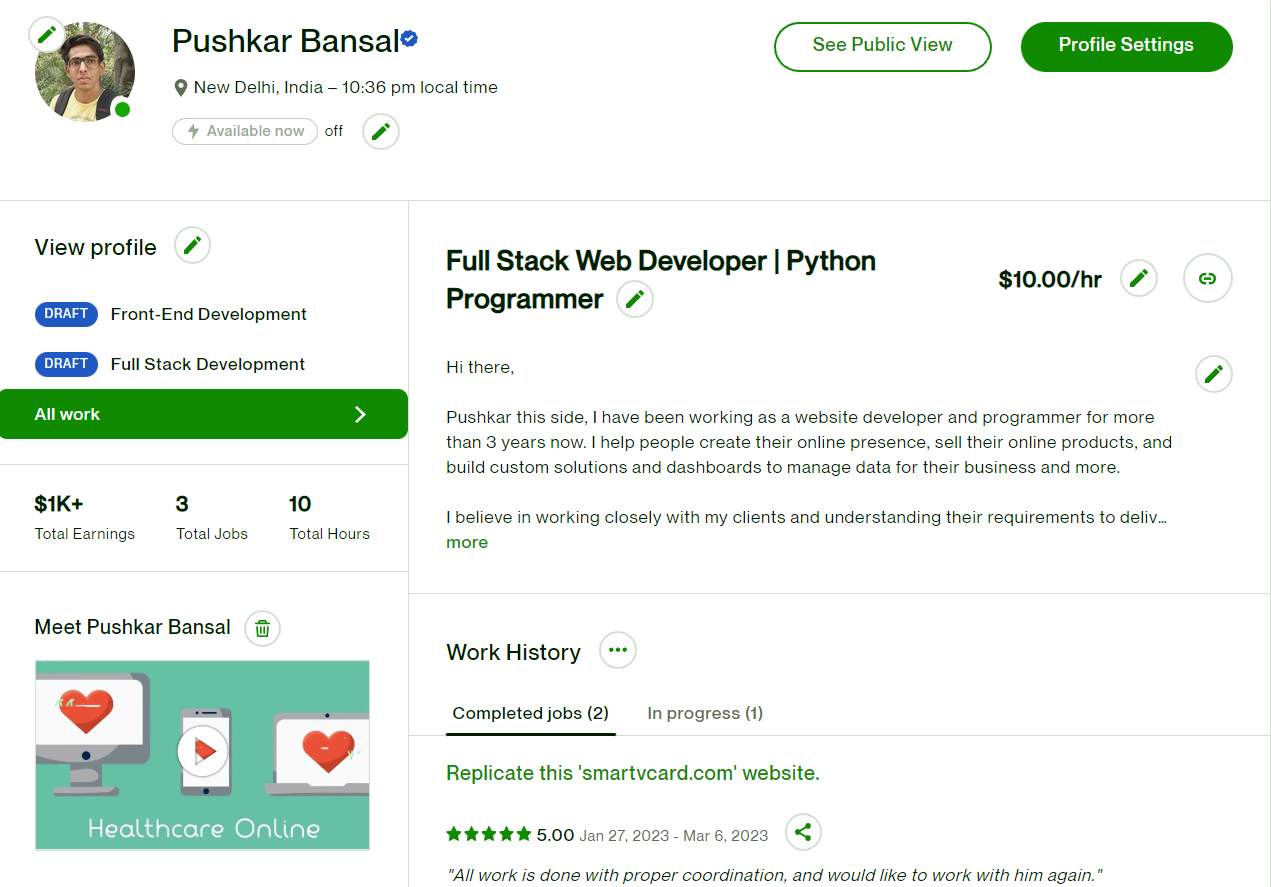 Pushkar Bansal
See Public View
Profile Settings
New Delhi, India – 10:36 pm local time
Available now off
View profile
DRAFT Front-End Development
DRAFT Full Stack Development
All work
$1K+ 3 10
Total Earnings Total Jobs Total Hours
Meet Pushkar Bansal
Healthcare Online
Full Stack Web Developer | Python
Programmer
$10.00/hr
Hi there,
Pushkar this side, I have been working as a website developer and programmer for more
than 3 years now. I help people create their online presence, sell their online products, and
build custom solutions and dashboards to manage data for their business and more.
I believe in working closely with my clients and understanding their requirements to deliv…
more
Work History
Completed jobs (2) In progress (1)
Replicate this 'smartvcard.com' website.
5.00 Jan 27, 2023 - Mar 6, 2023
"All work is done with proper coordination, and would like to work with him again."